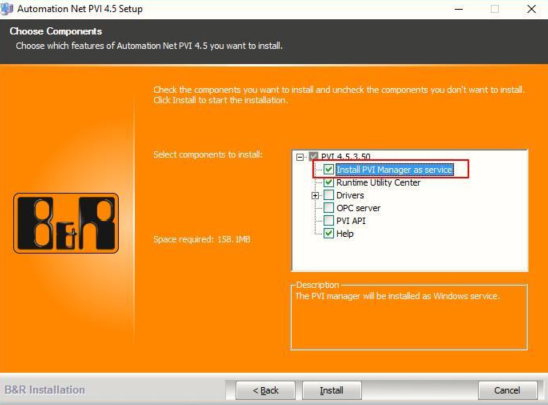 Automation Net PVI 4.5 Setup
Choose Components
Choose which features of Automation Net PVI 4.5 you want to install.
Check the components you want to install and uncheck the components you don't want to install.
Click Install to start the installation.
Select components to install:
PVI 4.5.3.50
Install PVI Manager as service
Runtime Utility Center
Drivers
OPC server
PVI API
Help
B&R
Space required: 158.1MB
Description
The PVI manager will be installed as Windows service.
B&R Installation
< Back
Install
Cancel